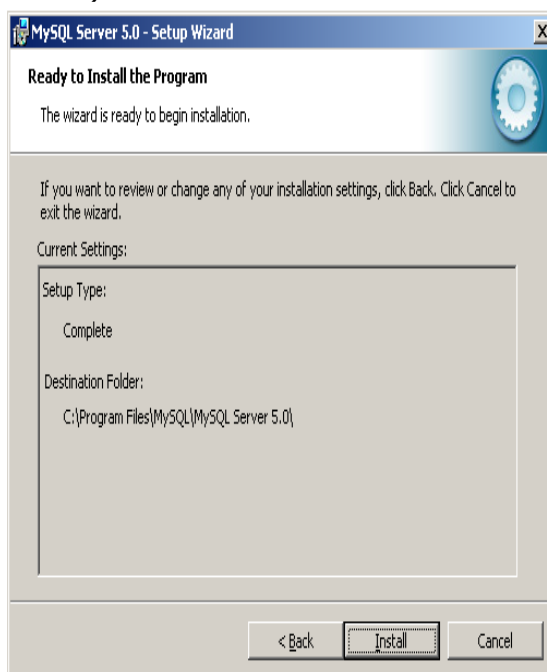 MySQL Server 5.0 - Setup Wizard
X
Ready to Install the Program
The wizard is ready to begin installation.
If you want to review or change any of your installation settings, click Back. Click Cancel to
exit the wizard.
Current Settings:
Setup Type:
Complete
Destination Folder:
C:\Program Files\MySQL\MySQL Server 5.0\
< Back
Install
Cancel